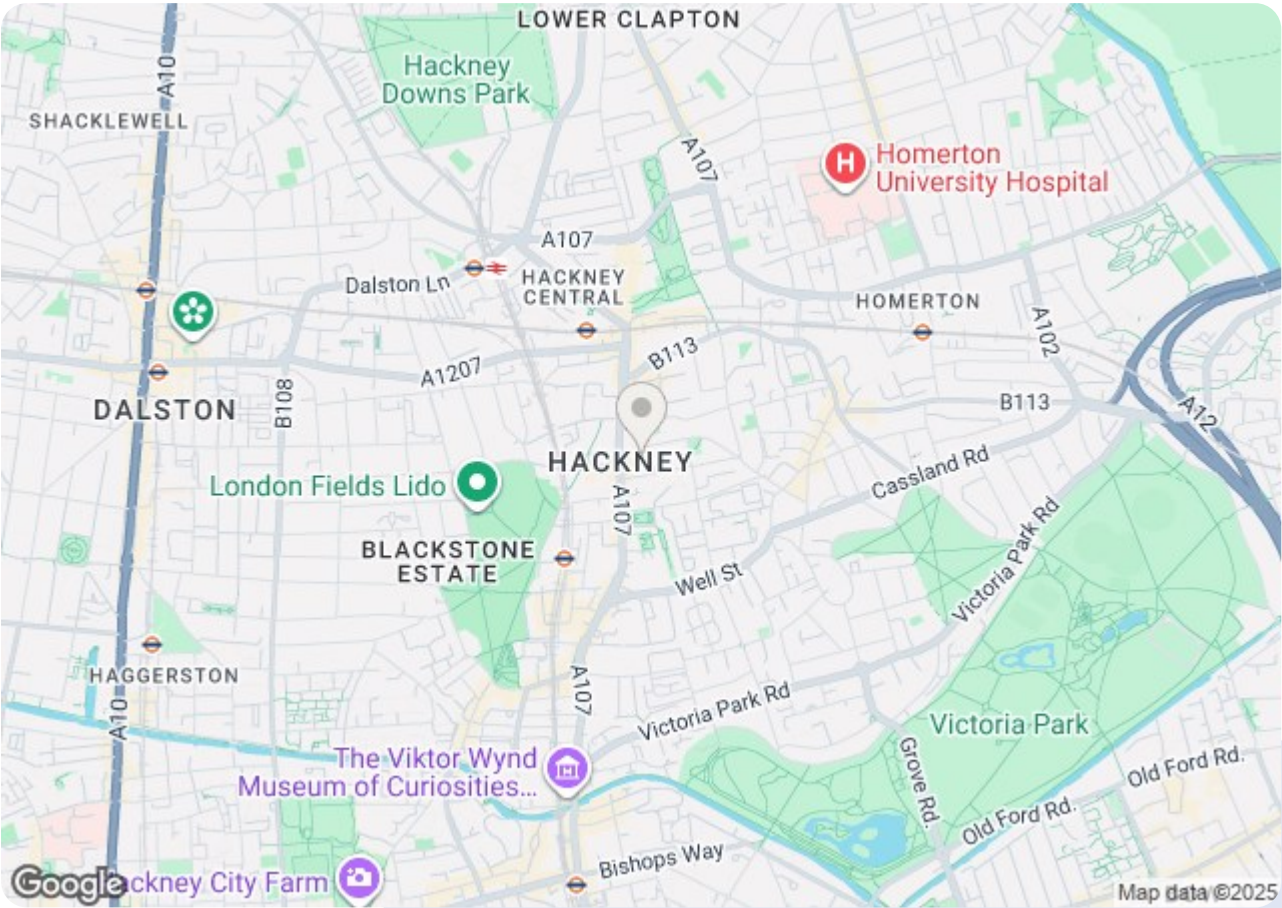 LOWER CLAPTON
Hackney
Downs Park
A10
SHACKLEWELL
A107
H
Homerton
University Hospital
A107
Dalston Ln
HACKNEY
CENTRAL
HOMERTON
A102
B113
A1207
B108
DALSTON
B113
A12
HACKNEY
Cassland Rd
London Fields Lido
A107
Victoria Park Rd
BLACKSTONE
ESTATE
Well St
HAGGERSTON
A107
Victoria Park Rd
A10
Victoria Park
Grove Rd.
The Viktor Wynd
Museum of Curiosities...
Old Ford Rd.
Old Ford Rd.
Bishops Way
Google
ackney City Farm
Map data ©2025